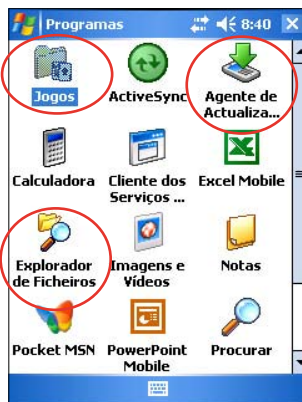 Programas 8:40
Jogos ActiveSync Agente de Actualiza...
Calculadora Cliente dos Serviços ... Excel Mobile
Explorador de Ficheiros Imagens e Vídeos Notas
Pocket MSN PowerPoint Mobile Procurar